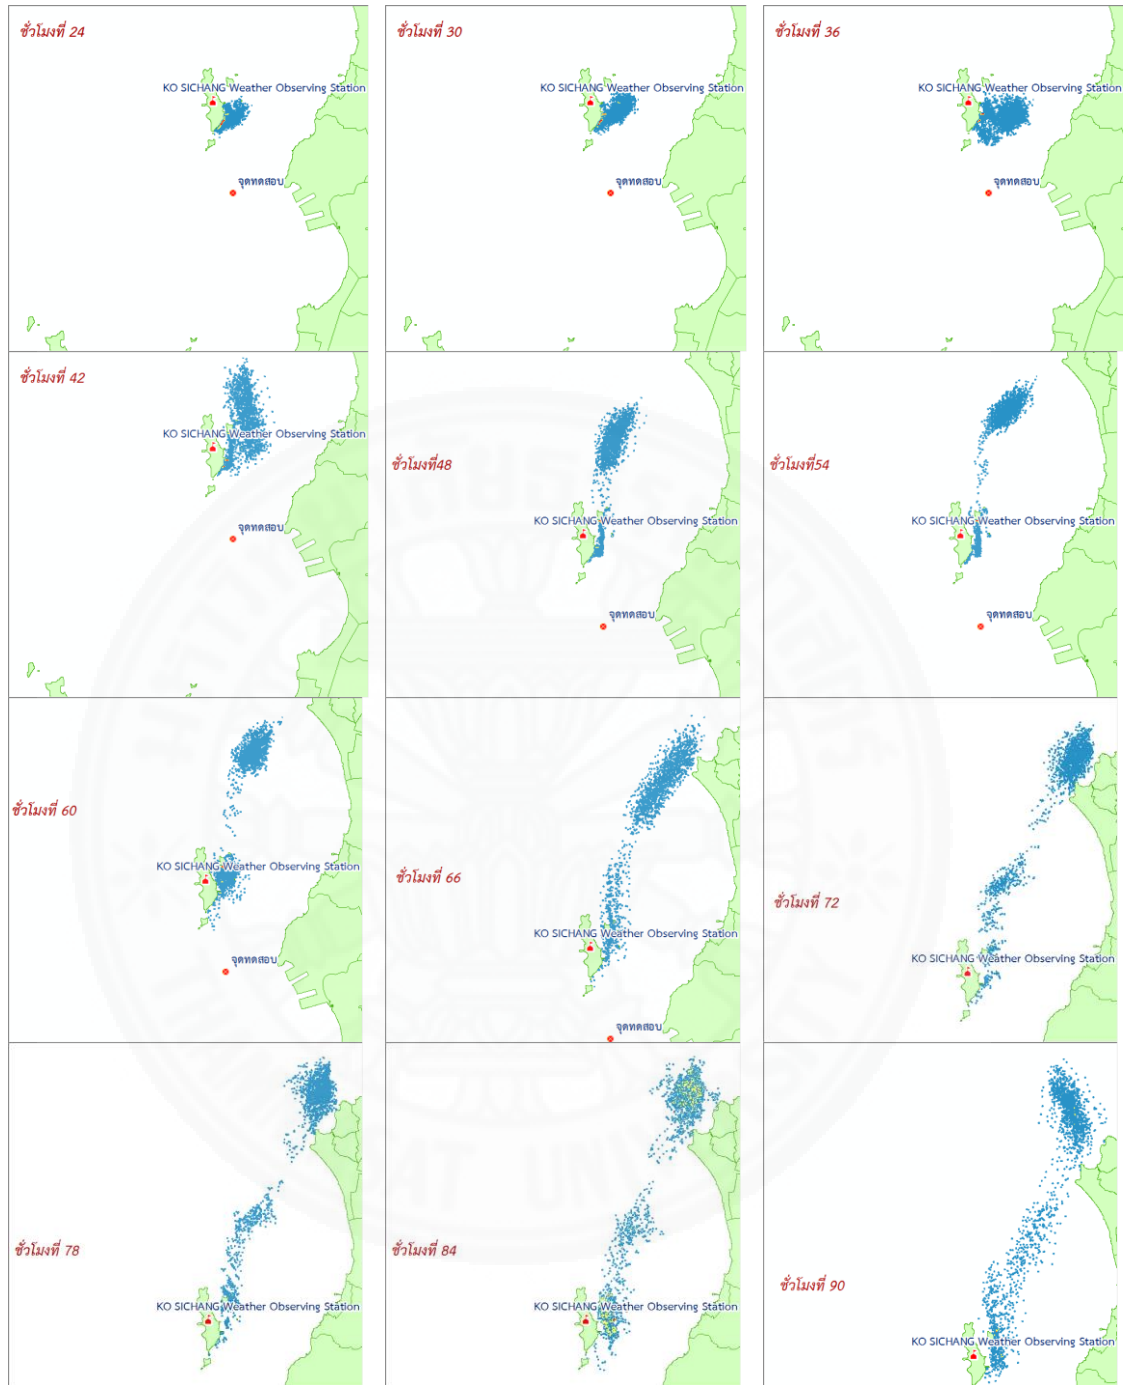 ชั่วโมงที่ 24
KO SICHANG Weather Observing Station
จุดทดสอบ
ชั่วโมงที่ 30
KO SICHANG Weather Observing Station
จุดทดสอบ
ชั่วโมงที่ 36
KO SICHANG Weather Observing Station
จุดทดสอบ
ชั่วโมงที่ 42
KO SICHANG Weather Observing Station
จุดทดสอบ
ชั่วโมงที่48
KO SICHANG Weather Observing Station
จุดทดสอบ
ชั่วโมงที่54
KO SICHANG Weather Observing Station
จุดทดสอบ
ชั่วโมงที่ 60
KO SICHANG Weather Observing Station
จุดทดสอบ
ชั่วโมงที่ 66
KO SICHANG Weather Observing Station
จุดทดสอบ
ชั่วโมงที่ 72
KO SICHANG Weather Observing Station
ชั่วโมงที่ 78
KO SICHANG Weather Observing Station
ชั่วโมงที่ 84
KO SICHANG Weather Observing Station
ชั่วโมงที่ 90
KO SICHANG Weather Observing Station